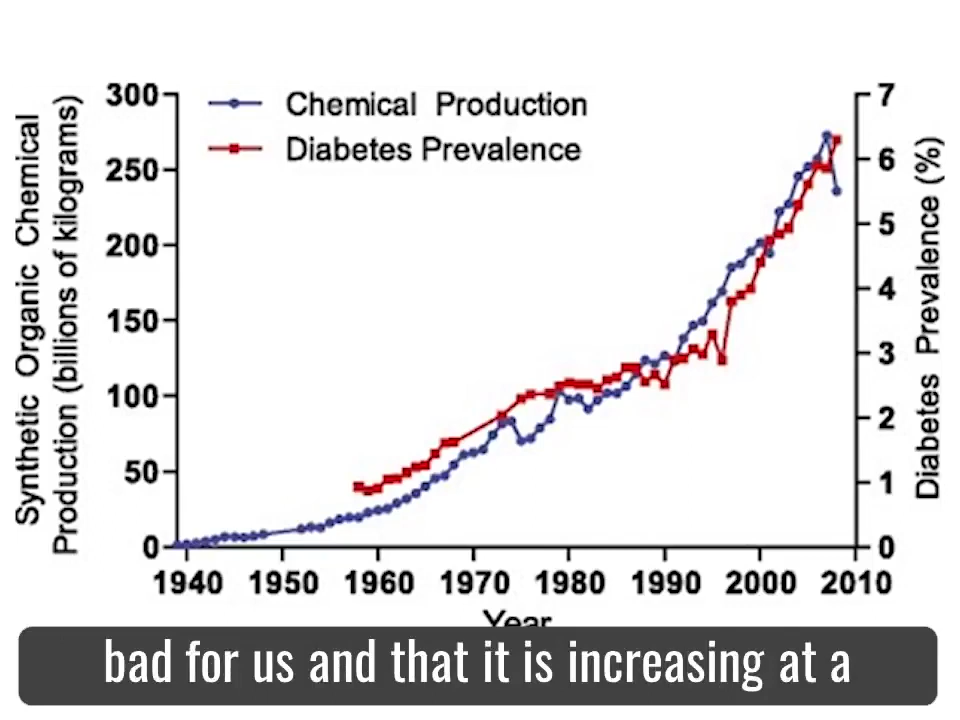 Chemical Production
Diabetes Prevalence
Synthetic Organic Chemical
Production (billions of kilograms)
300
250
200
150
100
50
0
7
6
5
4
3
2
1
0
Diabetes Prevalence (%)
1940 1950 1960 1970 1980 1990 2000 2010
Year
bad for us and that it is increasing at a